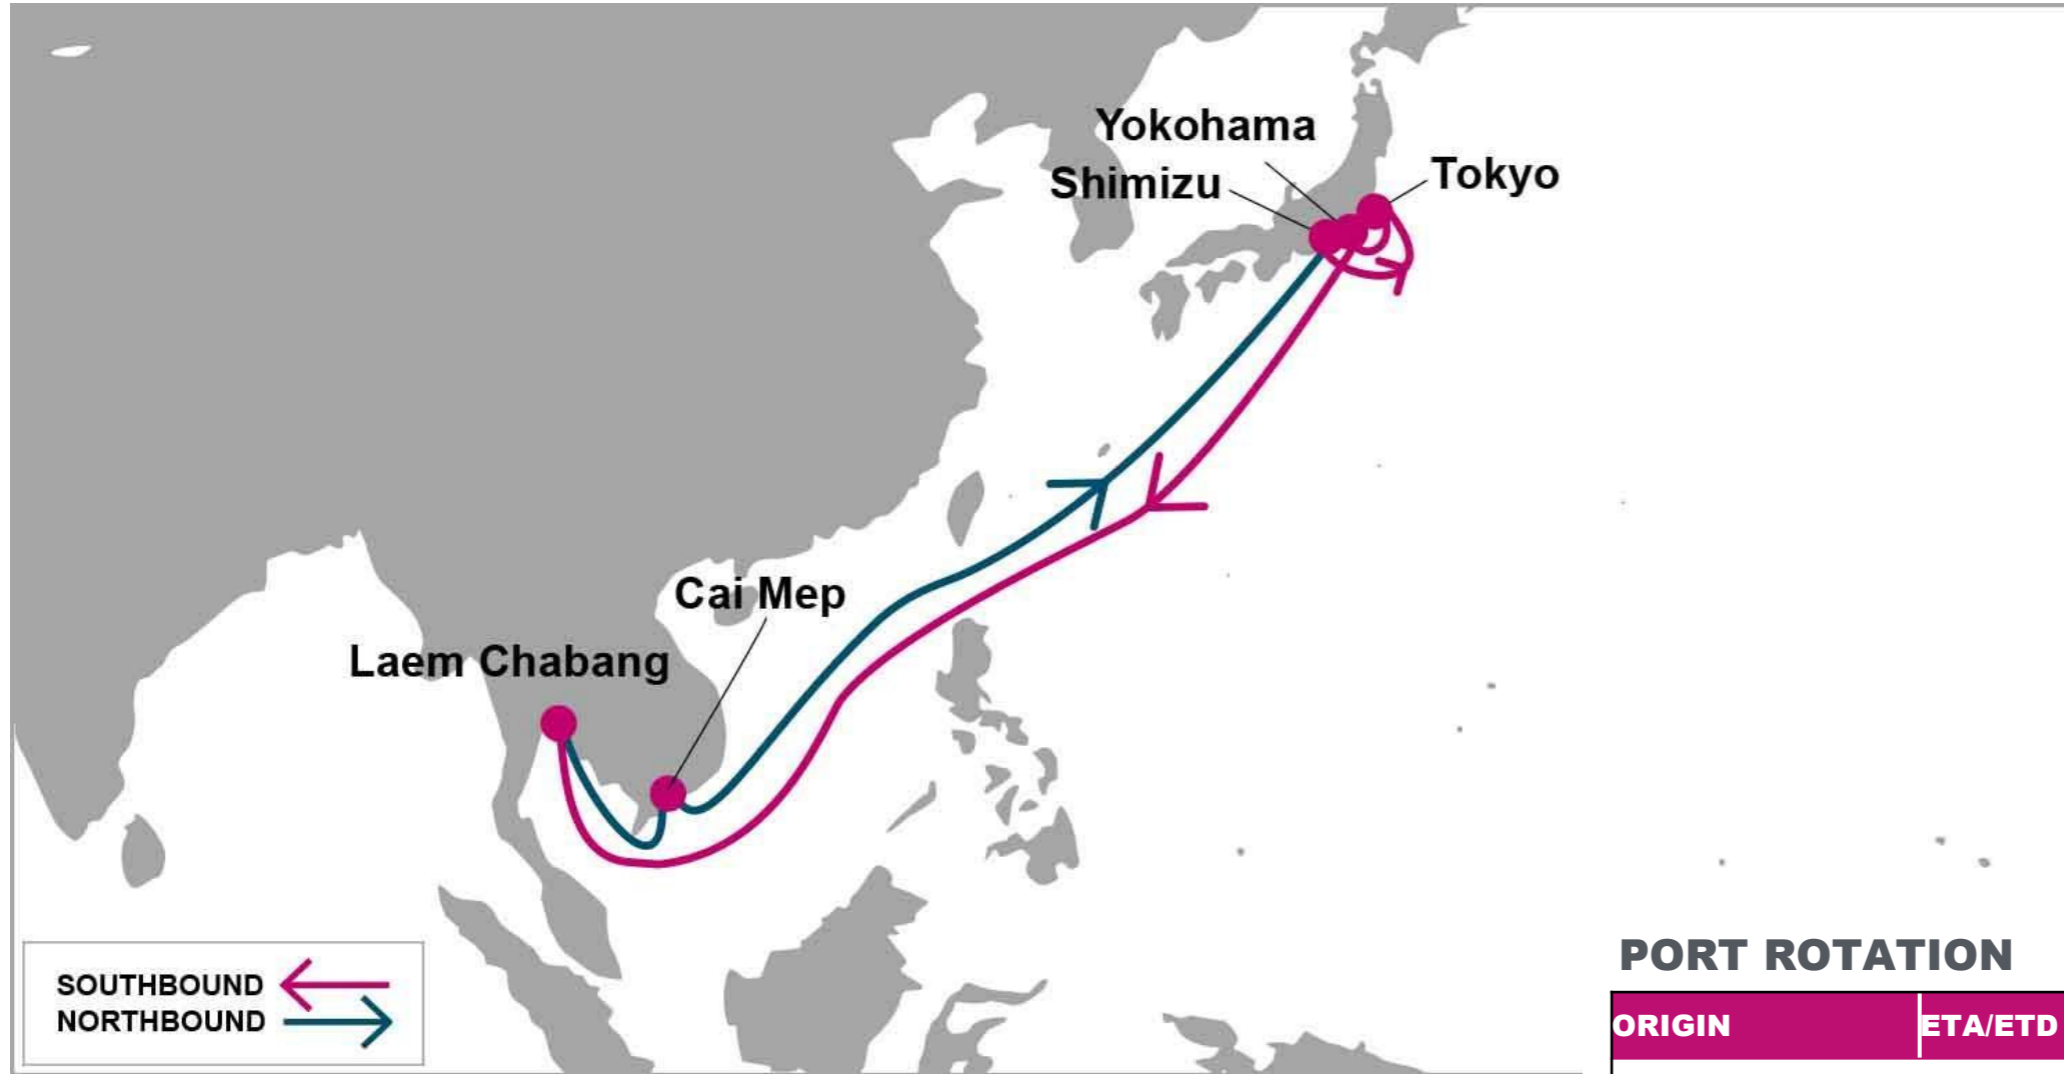 Yokohama
Shimizu
Tokyo
Cai Mep
Laem Chabang
SOUTHBOUND
NORTHBOUND
PORT ROTATION
ORIGIN ETA/ETD